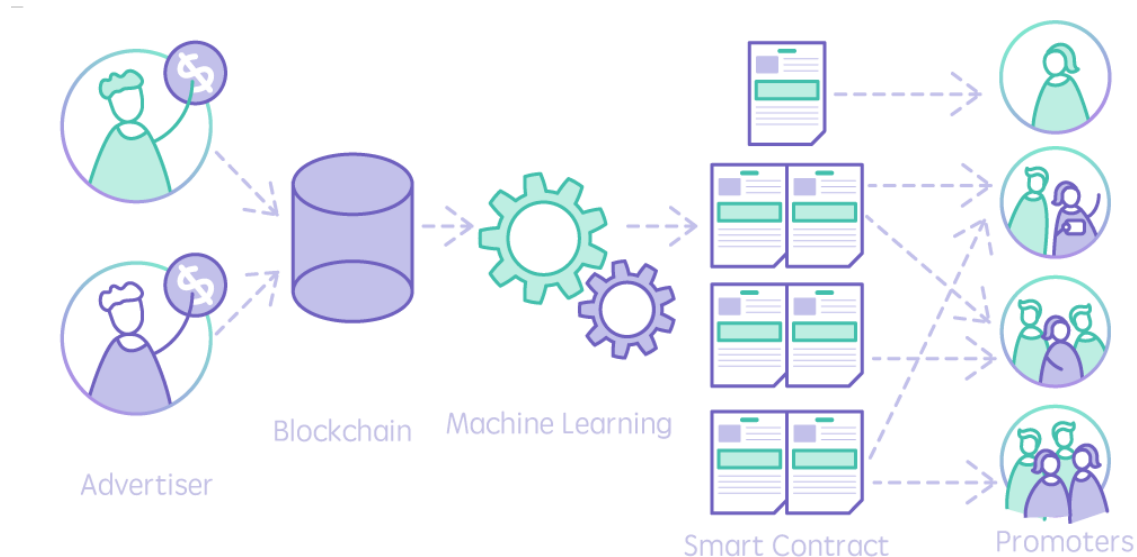 $
$
Blockchain
Machine Learning
Advertiser
Smart Contract
Promoters